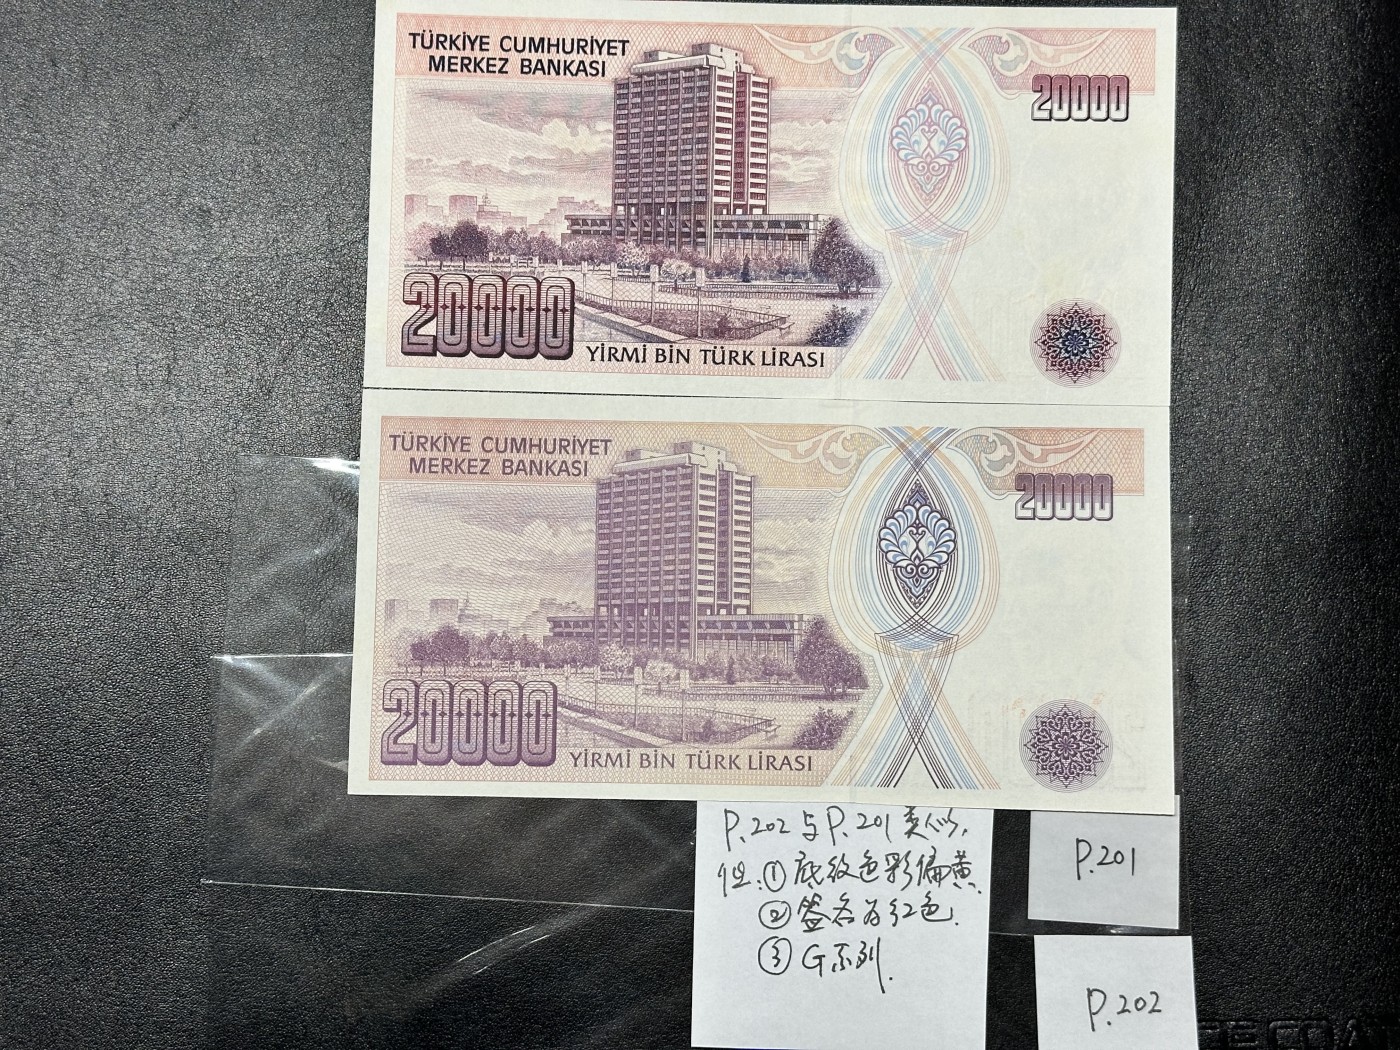 TÜRKİYE CUMHURİYET
MERKEZ BANKASI
20000
20000
YİRMİ BİN TÜRK LİRASI
TÜRKİYE CUMHURİYET
MERKEZ BANKASI
20000
20000
YİRMİ BİN TÜRK LİRASI
P.202与P.201类似,
但:①底纹色彩偏黄.
②签名为红色.
③G系列.
P.201
P.202